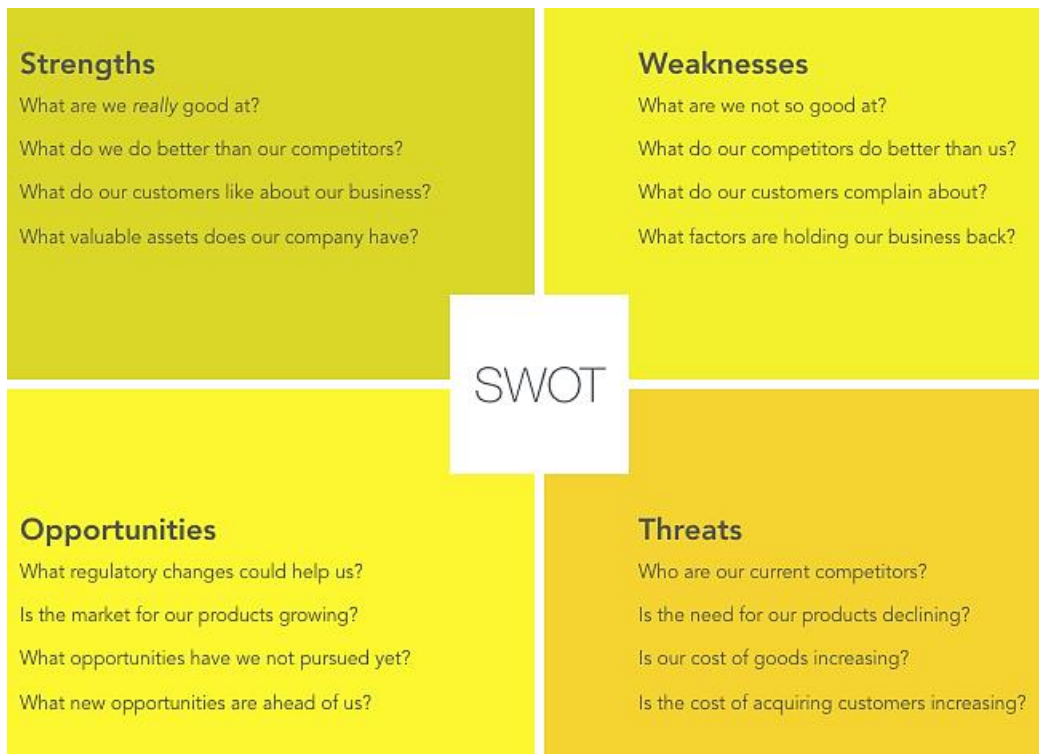 Strengths
What are we really good at?
What do we do better than our competitors?
What do our customers like about our business?
What valuable assets does our company have?
Weaknesses
What are we not so good at?
What do our competitors do better than us?
What do our customers complain about?
What factors are holding our business back?
SWOT
Opportunities
What regulatory changes could help us?
Is the market for our products growing?
What opportunities have we not pursued yet?
What new opportunities are ahead of us?
Threats
Who are our current competitors?
Is the need for our products declining?
Is our cost of goods increasing?
Is the cost of acquiring customers increasing?